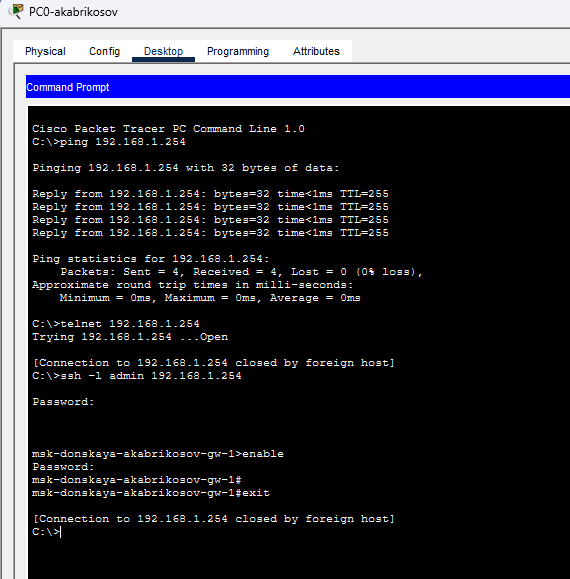 PC0-akabrikosov
Physical Config Desktop Programming Attributes
Command Prompt
Cisco Packet Tracer PC Command Line 1.0
C:\>ping 192.168.1.254
Pinging 192.168.1.254 with 32 bytes of data:
Reply from 192.168.1.254: bytes=32 time<1ms TTL=255
Reply from 192.168.1.254: bytes=32 time<1ms TTL=255
Reply from 192.168.1.254: bytes=32 time<1ms TTL=255
Reply from 192.168.1.254: bytes=32 time<1ms TTL=255
Ping statistics for 192.168.1.254:
    Packets: Sent = 4, Received = 4, Lost = 0 (0% loss),
Approximate round trip times in milli-seconds:
    Minimum = 0ms, Maximum = 0ms, Average = 0ms
C:\>telnet 192.168.1.254
Trying 192.168.1.254 ...Open
[Connection to 192.168.1.254 closed by foreign host]
C:\>ssh -l admin 192.168.1.254
Password:
msk-donskaya-akabrikosov-gw-1>enable
Password:
msk-donskaya-akabrikosov-gw-1#
msk-donskaya-akabrikosov-gw-1#exit
[Connection to 192.168.1.254 closed by foreign host]
C:\>